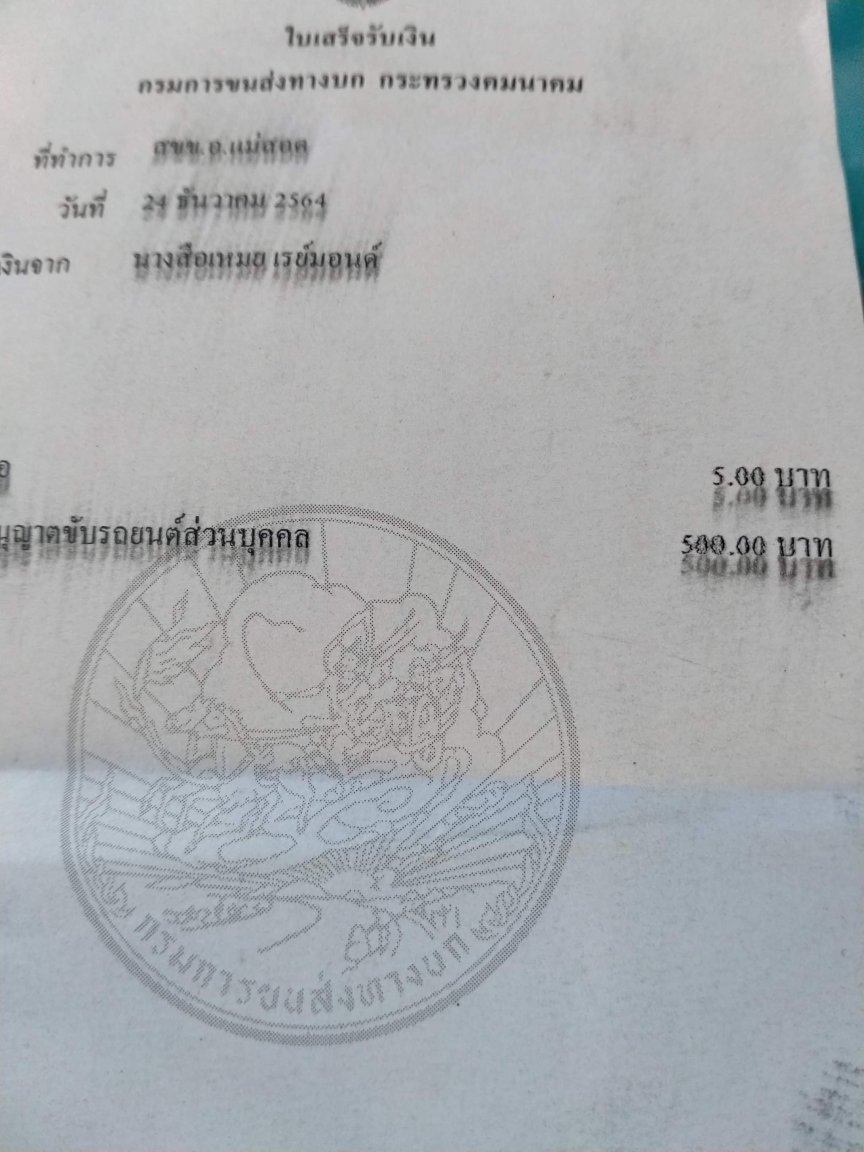 ใบเสร็จรับเงิน
กรมการขนส่งทางบก กระทรวงคมนาคม
ที่ทำการ สขข.อ.แม่สอด
วันที่ 24 ธันวาคม 2564
งินจาก นางสือเหมย เรย์มอนด์
อ 5.00 บาท
นุญาตขับรถยนต์ส่วนบุคคล 500.00 บาท
กรมการขนส่งทางบก